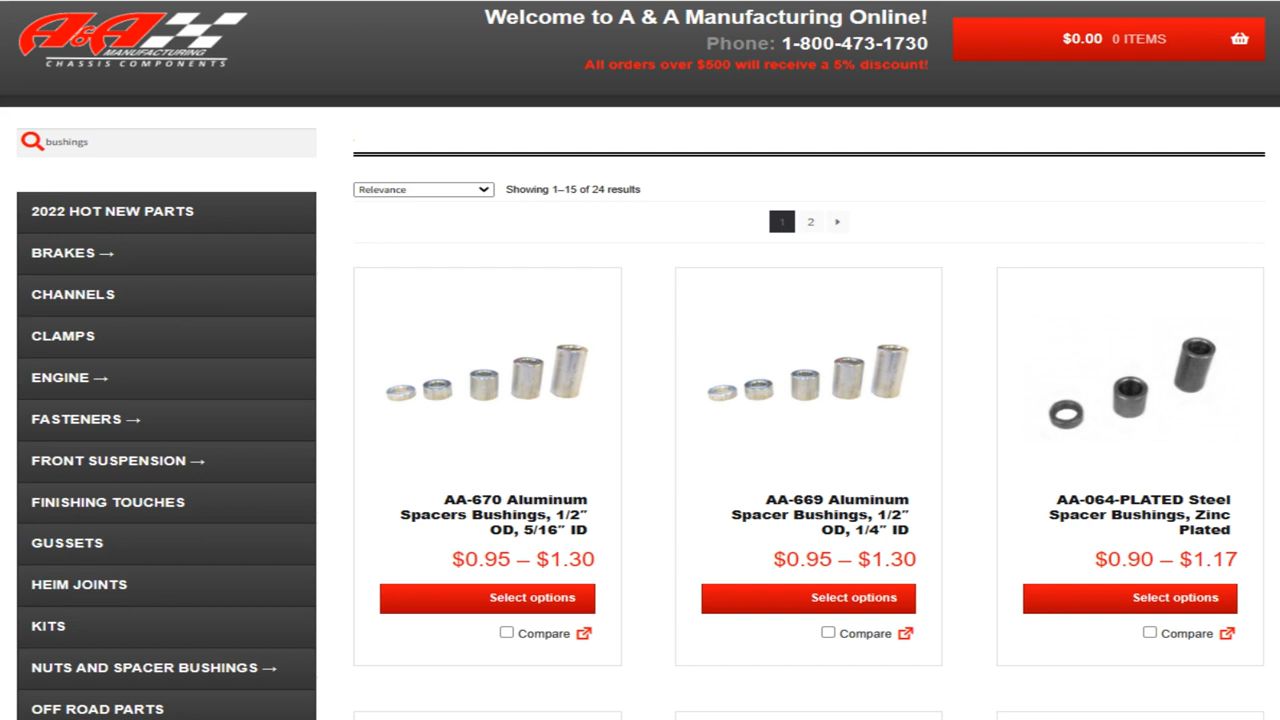 A&A
MANUFACTURING
CHASSIS COMPONENTS
Welcome to A & A Manufacturing Online!
Phone: 1-800-473-1730
All orders over $500 will receive a 5% discount!
$0.00 0 ITEMS
bushings
2022 HOT NEW PARTS
BRAKES →
CHANNELS
CLAMPS
ENGINE →
FASTENERS →
FRONT SUSPENSION →
FINISHING TOUCHES
GUSSETS
HEIM JOINTS
KITS
NUTS AND SPACER BUSHINGS →
OFF ROAD PARTS
Relevance
Showing 1–15 of 24 results
1 2
AA-670 Aluminum
Spacers Bushings, 1/2″
OD, 5/16″ ID
$0.95 – $1.30
Select options
Compare
AA-669 Aluminum
Spacer Bushings, 1/2″
OD, 1/4″ ID
$0.95 – $1.30
Select options
Compare
AA-064-PLATED Steel
Spacer Bushings, Zinc
Plated
$0.90 – $1.17
Select options
Compare